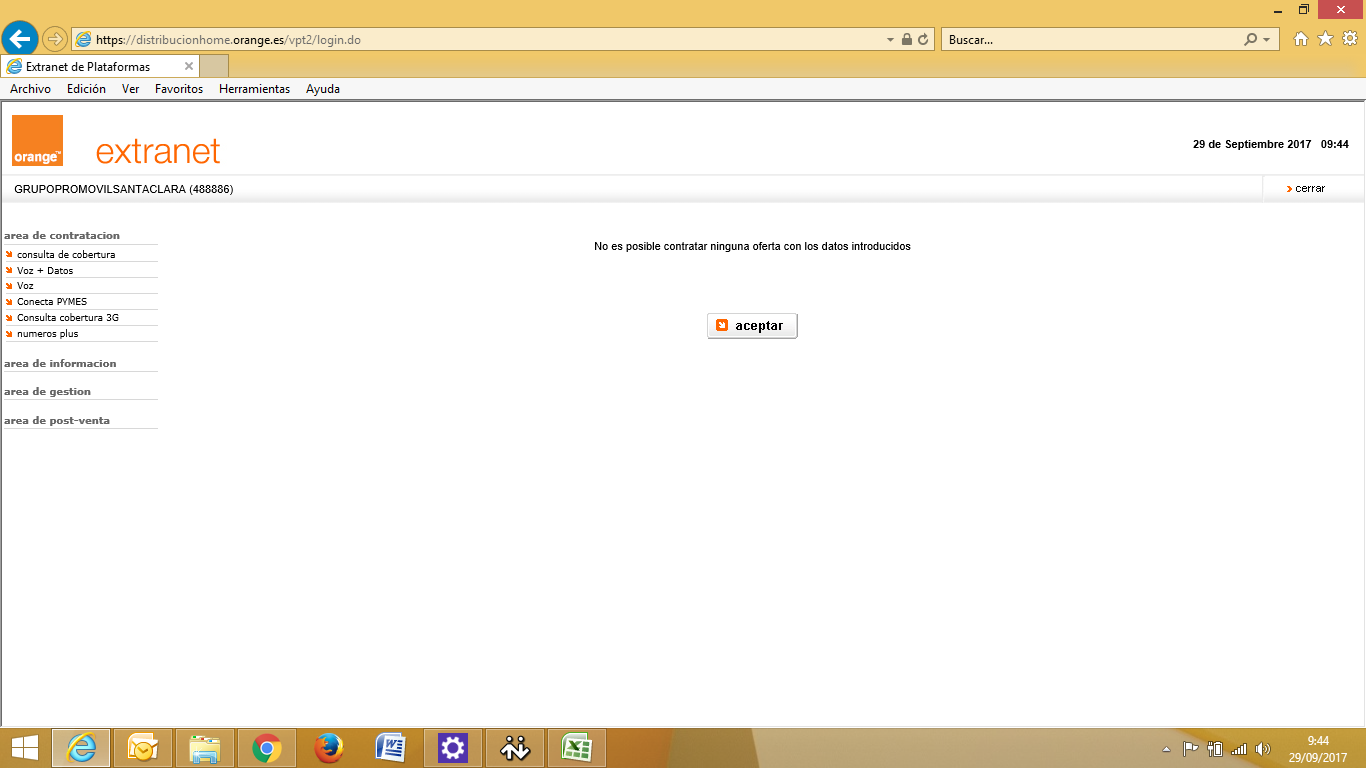 https://distribucionhome.orange.es/vpt2/login.do
Buscar...
Extranet de Plataformas
Archivo Edición Ver Favoritos Herramientas Ayuda
orange™
extranet
29 de Septiembre 2017 09:44
GRUPOPROMOVILSANTACLARA (488886)
cerrar
area de contratacion
consulta de cobertura
Voz + Datos
Voz
Conecta PYMES
Consulta cobertura 3G
numeros plus
area de informacion
area de gestion
area de post-venta
No es posible contratar ninguna oferta con los datos introducidos
aceptar
9:44
29/09/2017